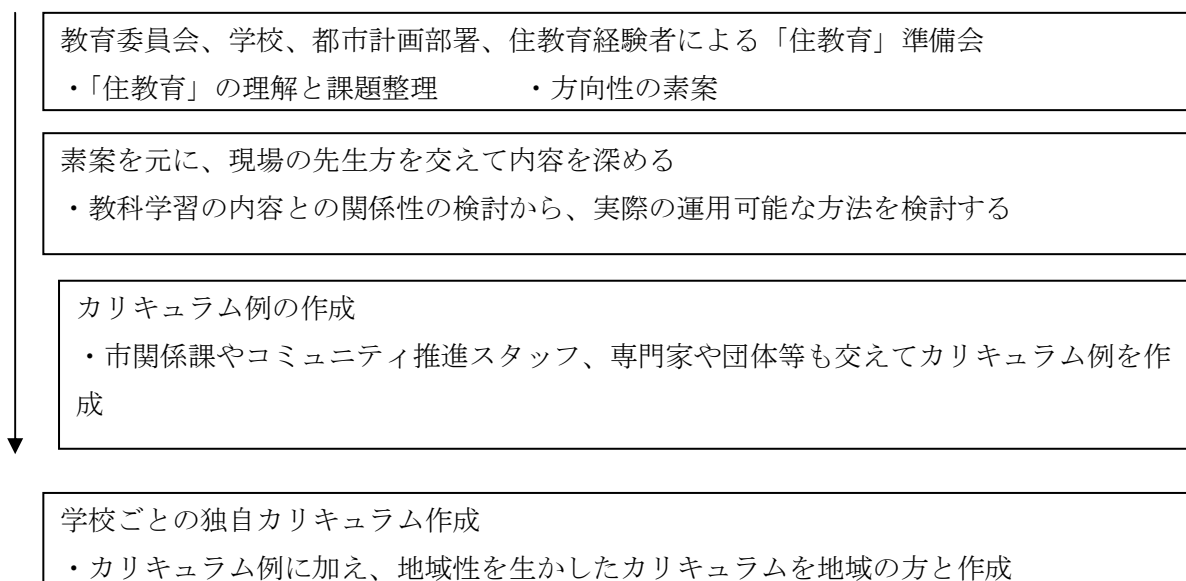 教育委員会、学校、都市計画部署、住教育経験者による「住教育」準備会
・「住教育」の理解と課題整理　　　・方向性の素案
素案を元に、現場の先生方を交えて内容を深める
・教科学習の内容との関係性の検討から、実際の運用可能な方法を検討する
カリキュラム例の作成
・市関係課やコミュニティ推進スタッフ、専門家や団体等も交えてカリキュラム例を作
成
学校ごとの独自カリキュラム作成
・カリキュラム例に加え、地域性を生かしたカリキュラムを地域の方と作成